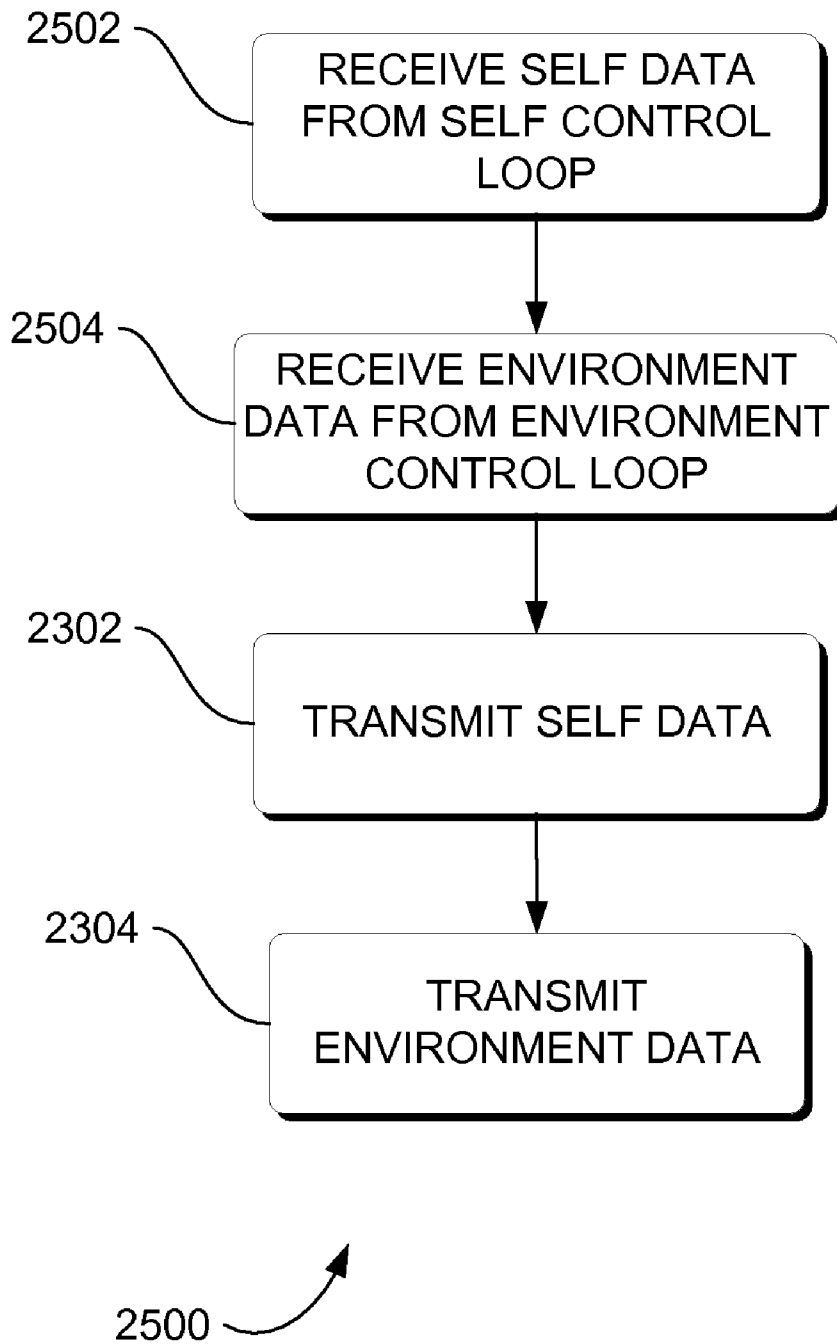 2502
RECEIVE SELF DATA
FROM SELF CONTROL
LOOP
2504
RECEIVE ENVIRONMENT
DATA FROM ENVIRONMENT
CONTROL LOOP
2302
TRANSMIT SELF DATA
2304
TRANSMIT
ENVIRONMENT DATA
2500